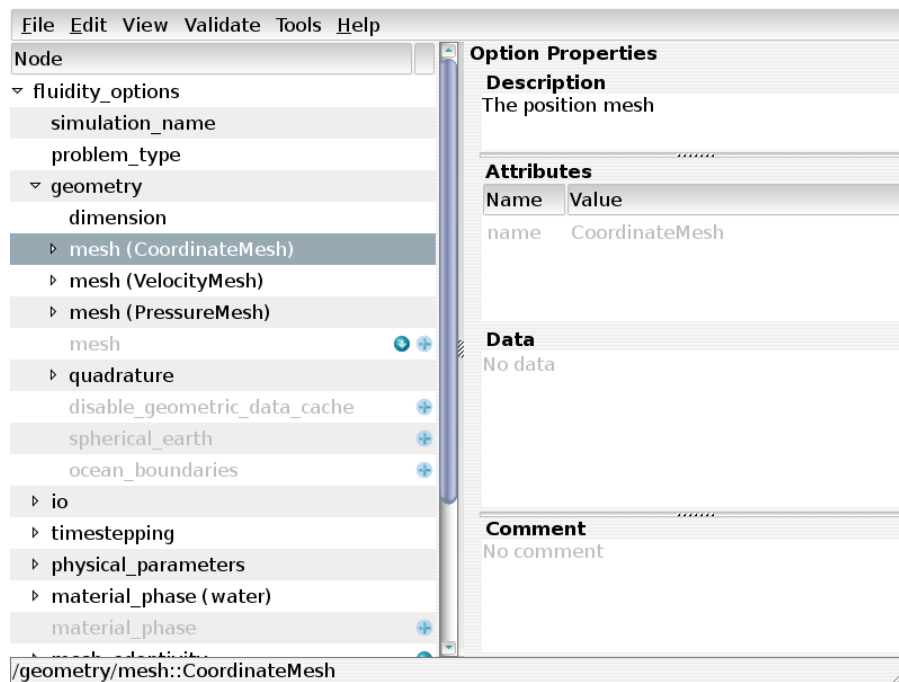 File Edit View Validate Tools Help
Node
fluidity_options
simulation_name
problem_type
geometry
dimension
mesh (CoordinateMesh)
mesh (VelocityMesh)
mesh (PressureMesh)
mesh
quadrature
disable_geometric_data_cache
spherical_earth
ocean_boundaries
io
timestepping
physical_parameters
material_phase (water)
material_phase
mesh_adaptivity
Option Properties
Description
The position mesh
Attributes
Name Value
name CoordinateMesh
Data
No data
Comment
No comment
/geometry/mesh::CoordinateMesh